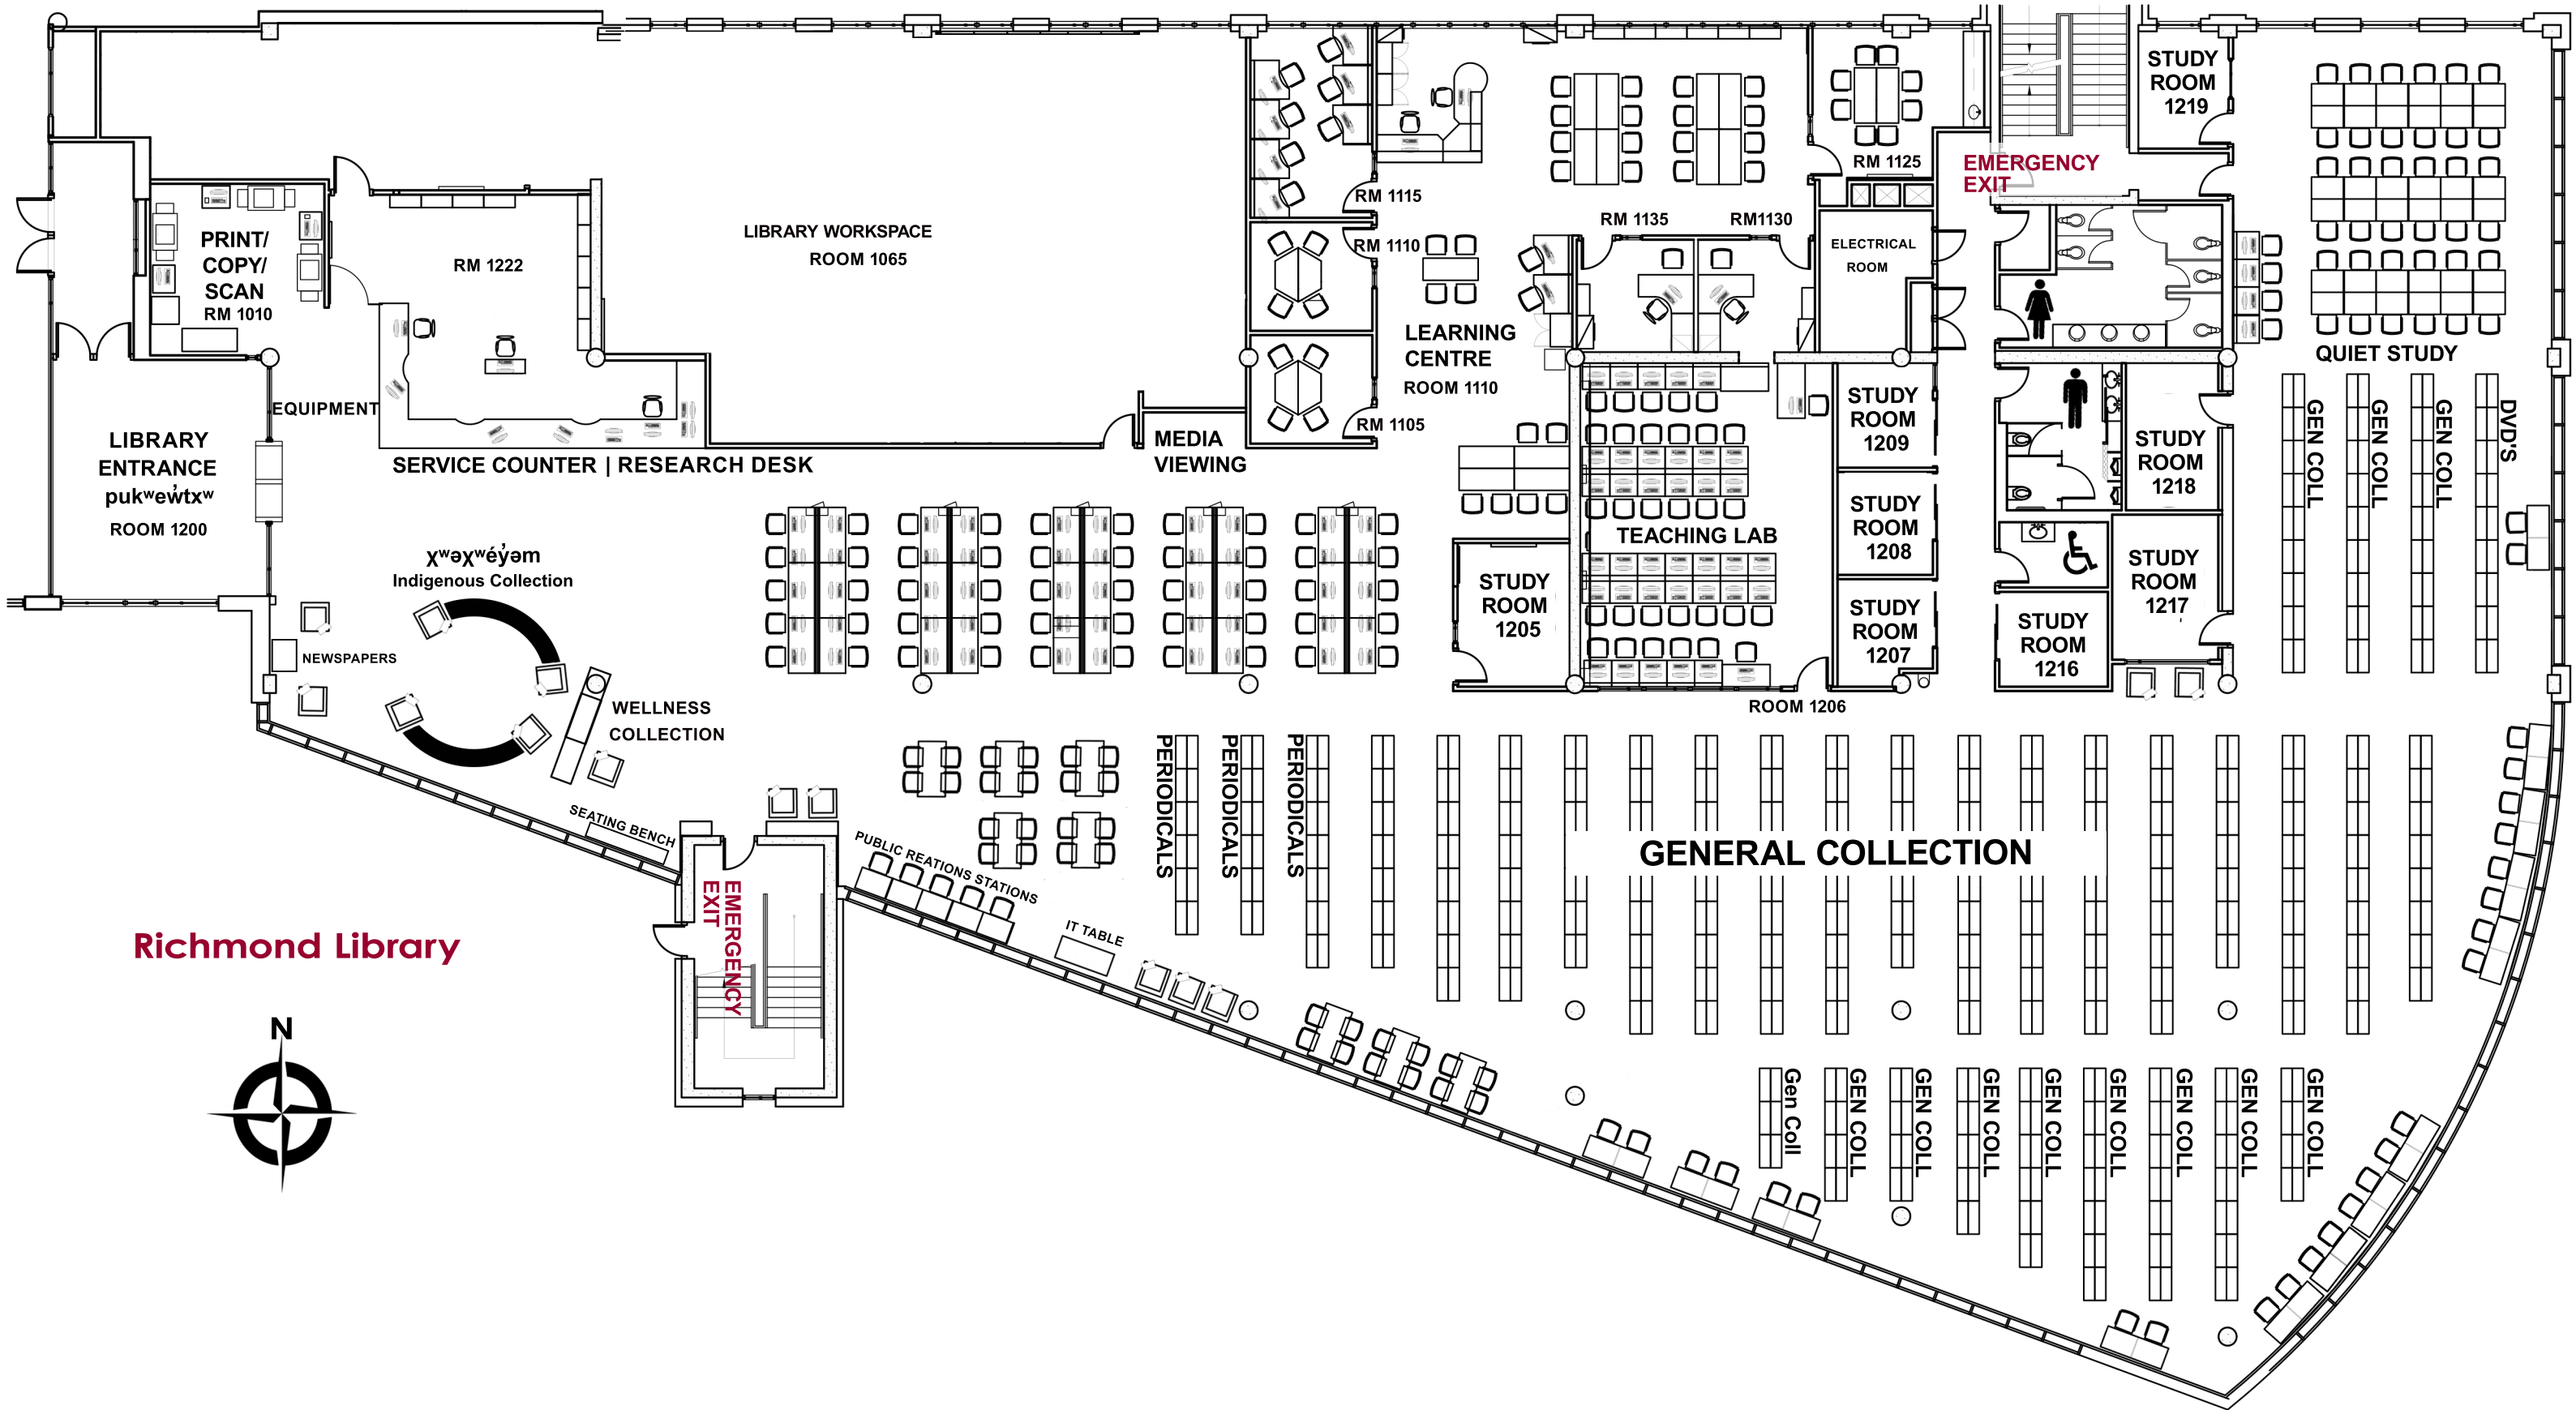 STUDY
ROOM
1219
EMERGENCY
EXIT
RM 1125
RM 1115
RM 1135
RM1130
PRINT/
COPY/
SCAN
RM 1010
RM 1222
LIBRARY WORKSPACE
ROOM 1065
RM 1110
ELECTRICAL
ROOM
LEARNING
CENTRE
ROOM 1110
QUIET STUDY
EQUIPMENT
RM 1105
STUDY
ROOM
1209
STUDY
ROOM
1218
GEN COLL
GEN COLL
GEN COLL
DVD'S
LIBRARY
ENTRANCE
pukʷew̓txʷ
ROOM 1200
SERVICE COUNTER | RESEARCH DESK
MEDIA
VIEWING
STUDY
ROOM
1208
TEACHING LAB
χʷəχʷéy̓əm
Indigenous Collection
STUDY
ROOM
1205
STUDY
ROOM
1217
STUDY
ROOM
1207
STUDY
ROOM
1216
NEWSPAPERS
WELLNESS
COLLECTION
ROOM 1206
PERIODICALS
PERIODICALS
PERIODICALS
SEATING BENCH
PUBLIC REATIONS STATIONS
GENERAL COLLECTION
EMERGENCY
EXIT
IT TABLE
Richmond Library
N
Gen Coll
GEN COLL
GEN COLL
GEN COLL
GEN COLL
GEN COLL
GEN COLL
GEN COLL
GEN COLL